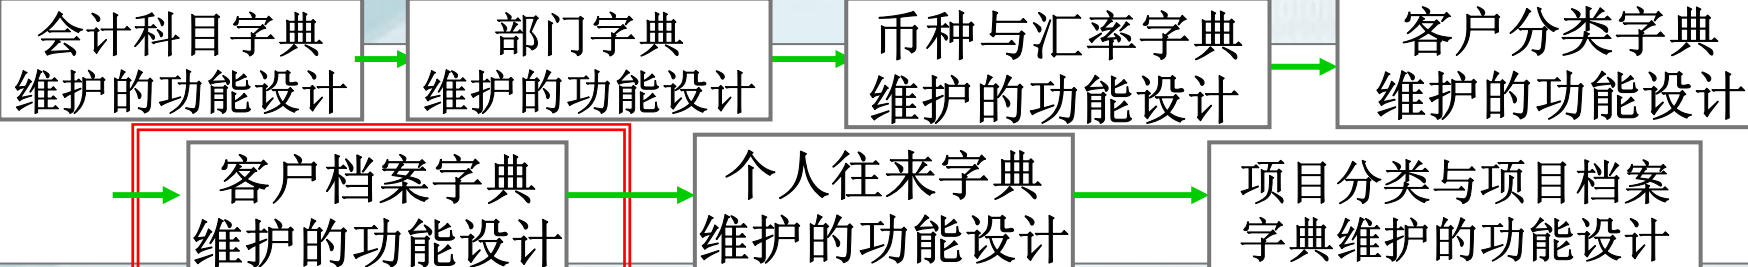 会计科目字典
维护的功能设计
部门字典
维护的功能设计
币种与汇率字典
维护的功能设计
客户分类字典
维护的功能设计
客户档案字典
维护的功能设计
个人往来字典
维护的功能设计
项目分类与项目档案
字典维护的功能设计